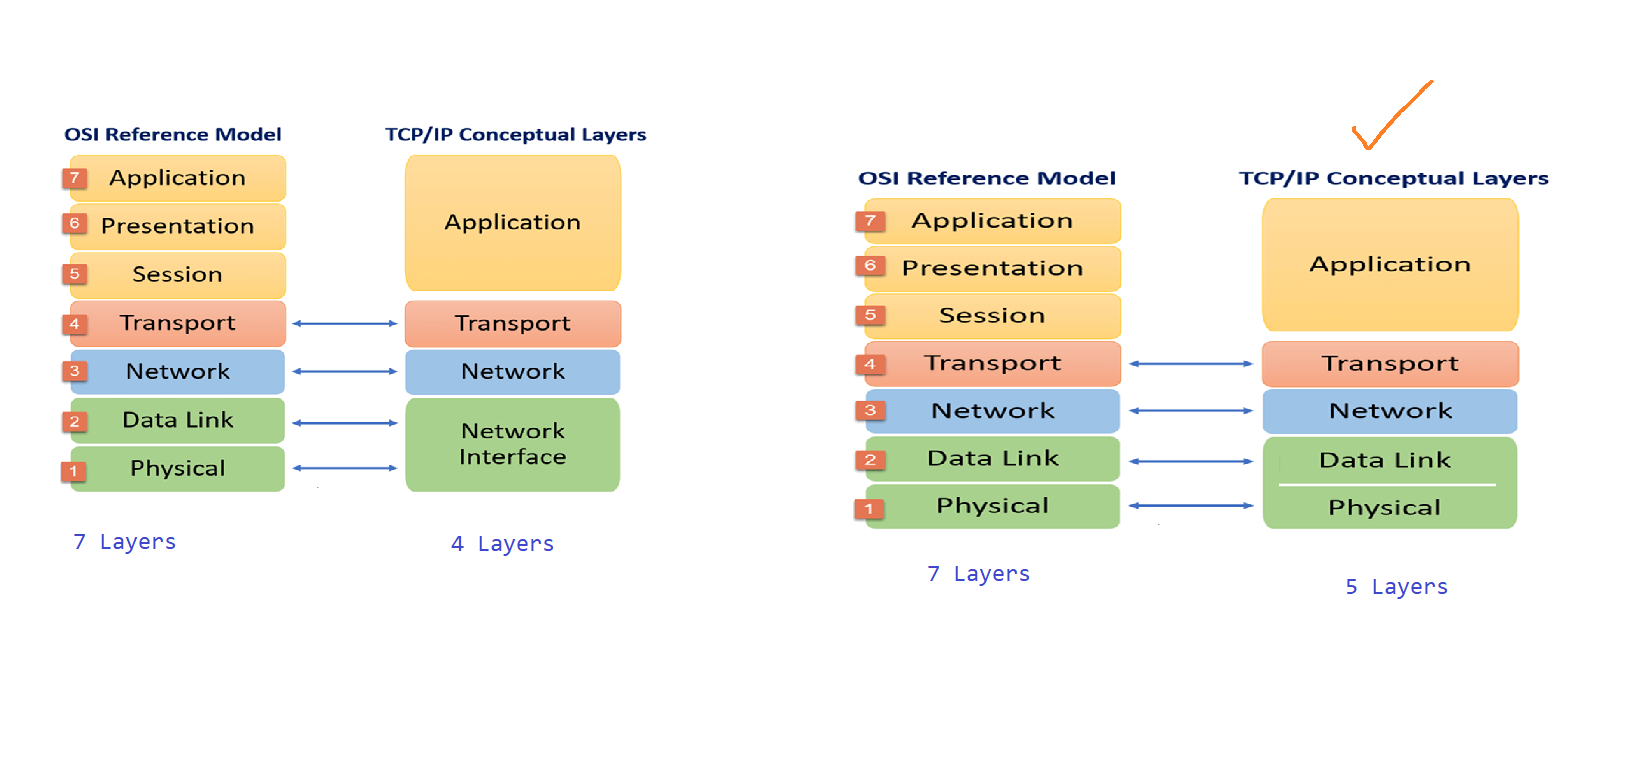 OSI Reference Model
7 Application
6 Presentation
5 Session
4 Transport
3 Network
2 Data Link
1 Physical
7 Layers
TCP/IP Conceptual Layers
Application
Transport
Network
Network
Interface
4 Layers
OSI Reference Model
7 Application
6 Presentation
5 Session
4 Transport
3 Network
2 Data Link
1 Physical
7 Layers
TCP/IP Conceptual Layers
Application
Transport
Network
Data Link
Physical
5 Layers